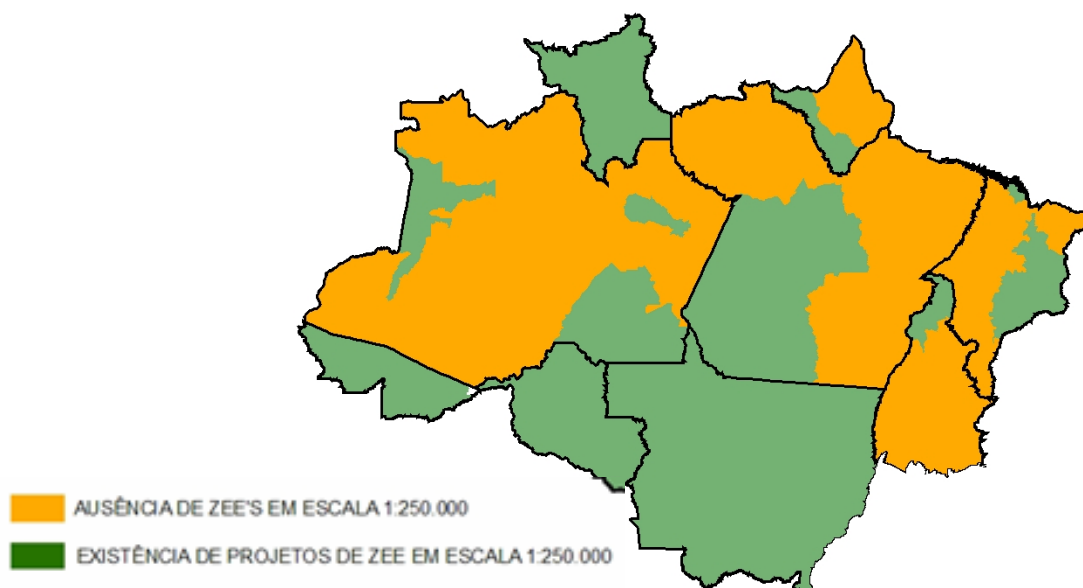 AUSÊNCIA DE ZEE'S EM ESCALA 1:250.000
EXISTÊNCIA DE PROJETOS DE ZEE EM ESCALA 1:250.000